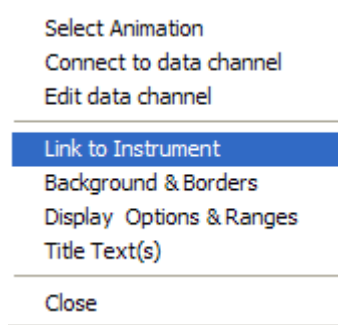 Select Animation
Connect to data channel
Edit data channel
Link to Instrument
Background & Borders
Display Options & Ranges
Title Text(s)
Close